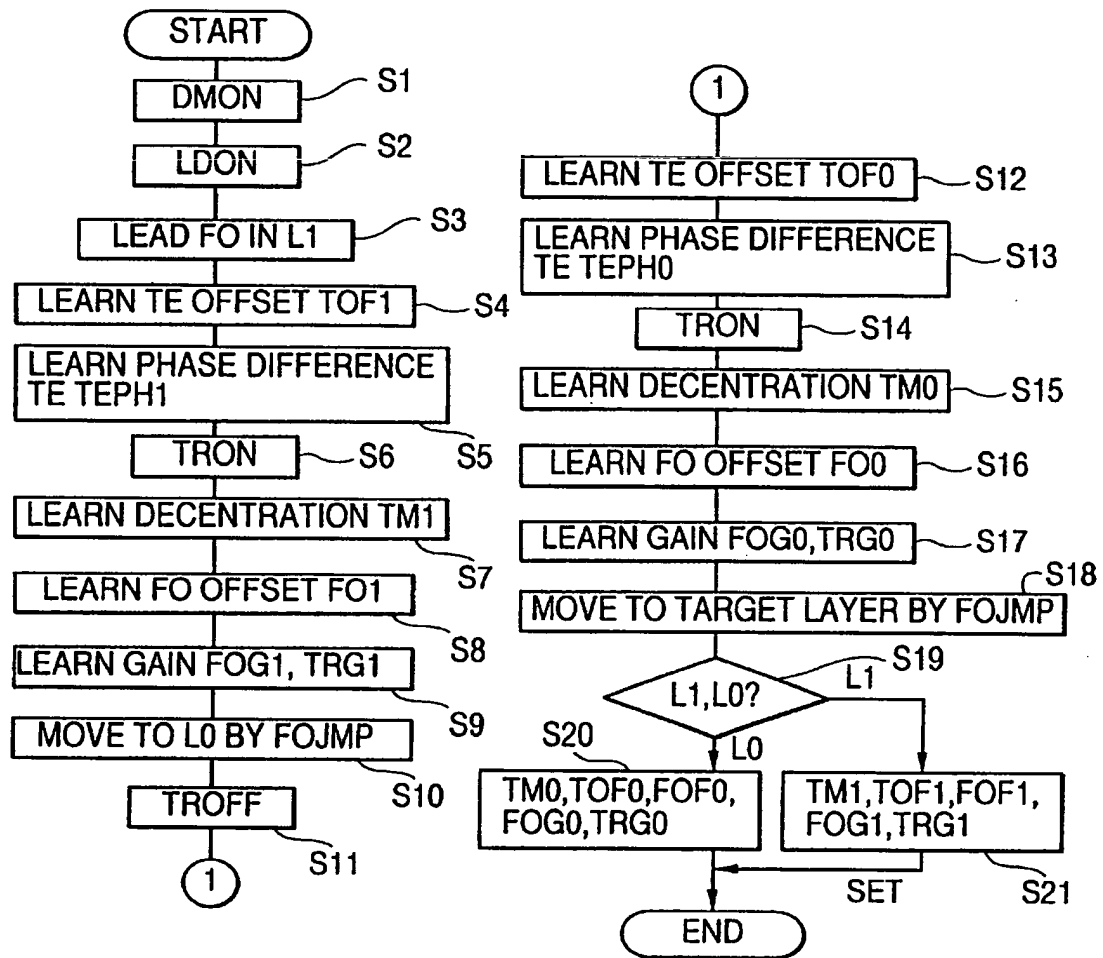 START
DMON
S1
LDON
S2
LEAD FO IN L1
S3
LEARN TE OFFSET TOF1
S4
LEARN PHASE DIFFERENCE
TE TEPH1
S5
TRON
S6
LEARN DECENTRATION TM1
S7
LEARN FO OFFSET FO1
S8
LEARN GAIN FOG1, TRG1
S9
MOVE TO L0 BY FOJMP
S10
TROFF
S11
1
1
LEARN TE OFFSET TOF0
S12
LEARN PHASE DIFFERENCE
TE TEPH0
S13
TRON
S14
LEARN DECENTRATION TM0
S15
LEARN FO OFFSET FO0
S16
LEARN GAIN FOG0,TRG0
S17
S18
MOVE TO TARGET LAYER BY FOJMP
S19
L1,L0?
L1
L0
S20
TM0,TOF0,FOF0,
FOG0,TRG0
TM1,TOF1,FOF1,
FOG1,TRG1
S21
SET
END